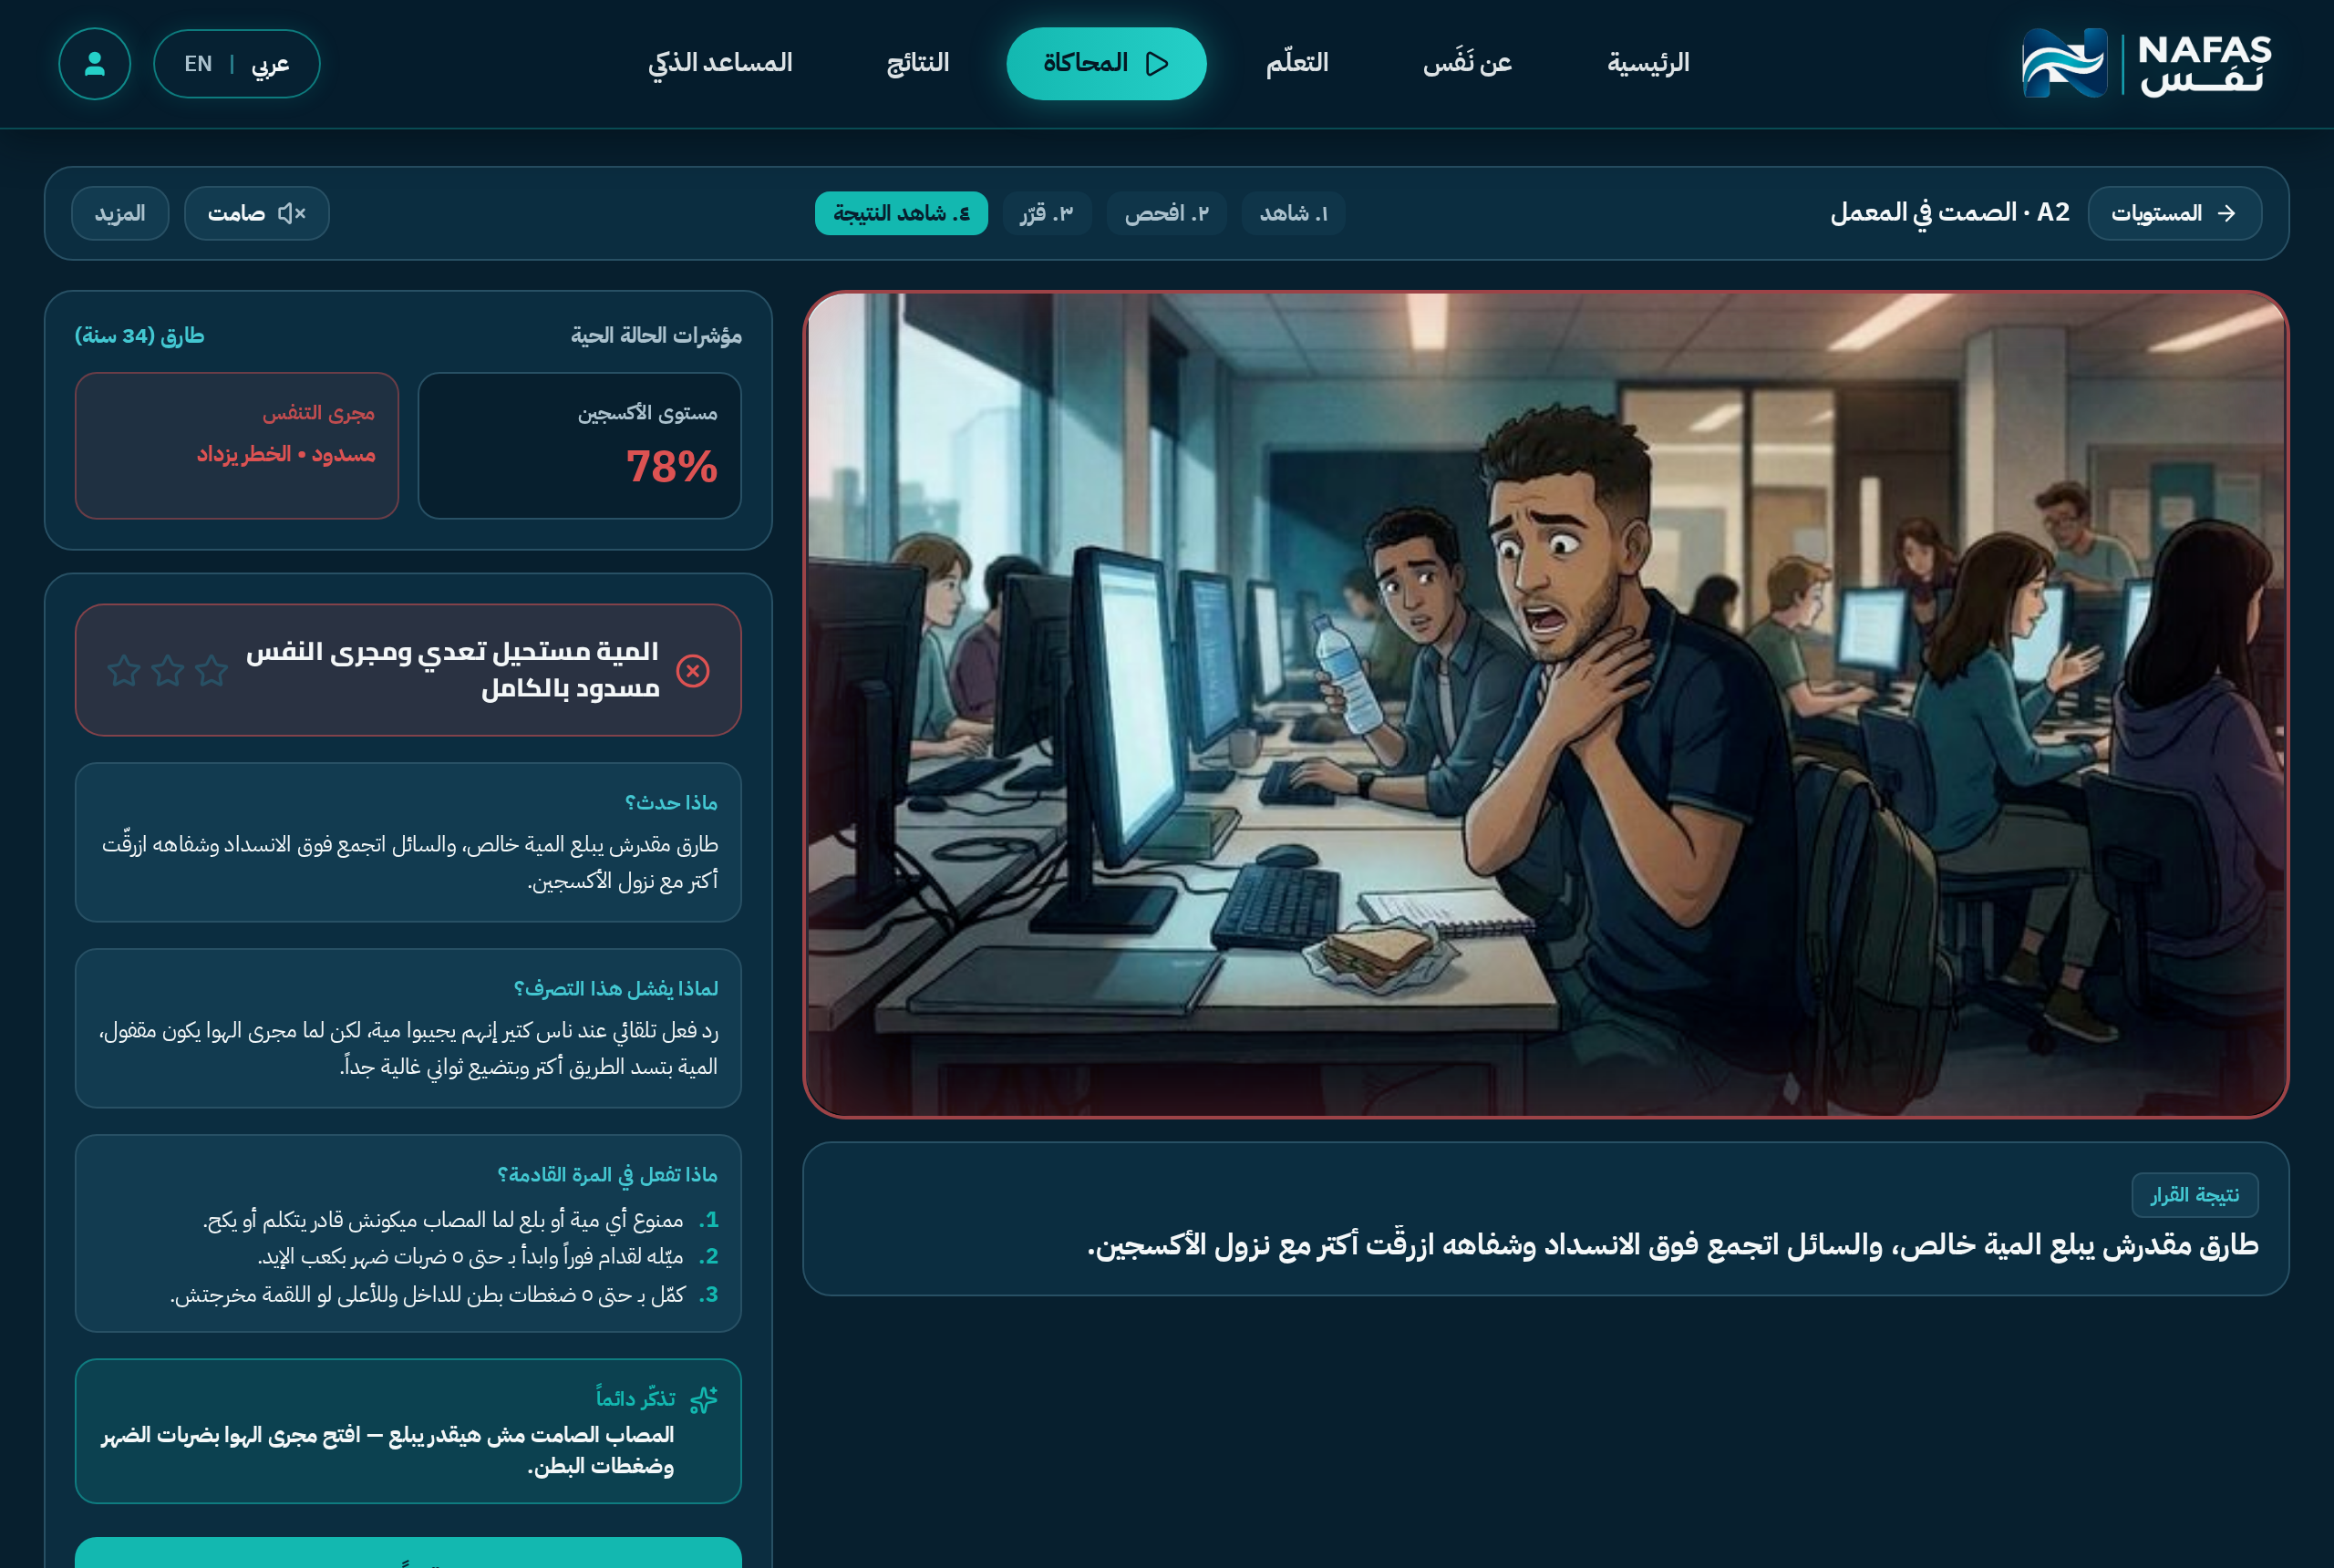 NAFAS
نَفَس
الرئيسية
عن نَفَس
التعلّم
المحاكاة
النتائج
المساعد الذكي
عربي | EN
المستويات
A2 · الصمت في المعمل
١. شاهد
٢. افحص
٣. قرّر
٤. شاهد النتيجة
صامت
المزيد
مؤشرات الحالة الحية
طارق (34 سنة)
مستوى الأكسجين
78%
مجرى التنفس
مسدود • الخطر يزداد
المية مستحيل تعدي ومجرى النفس
مسدود بالكامل
ماذا حدث؟
طارق مقدرش يبلع المية خالص، والسائل اتجمع فوق الانسداد وشفاهه ازرقّت
أكتر مع نزول الأكسجين.
لماذا يفشل هذا التصرف؟
رد فعل تلقائي عند ناس كتير إنهم يجيبوا مية، لكن لما مجرى الهوا يكون مقفول،
المية بتسد الطريق أكتر وبتضيع ثواني غالية جداً.
ماذا تفعل في المرة القادمة؟
1. ممنوع أي مية أو بلع لما المصاب ميكونش قادر يتكلم أو يكح.
2. ميّله لقدام فوراً وابدأ بـ حتى ٥ ضربات ضهر بكعب الإيد.
3. كمّل بـ حتى ٥ ضغطات بطن للداخل وللأعلى لو اللقمة مخرجتش.
تذكّر دائماً
المصاب الصامت مش هيقدر يبلع — افتح مجرى الهوا بضربات الضهر
وضغطات البطن.
نتيجة القرار
طارق مقدرش يبلع المية خالص، والسائل اتجمع فوق الانسداد وشفاهه ازرقّت أكتر مع نزول الأكسجين.